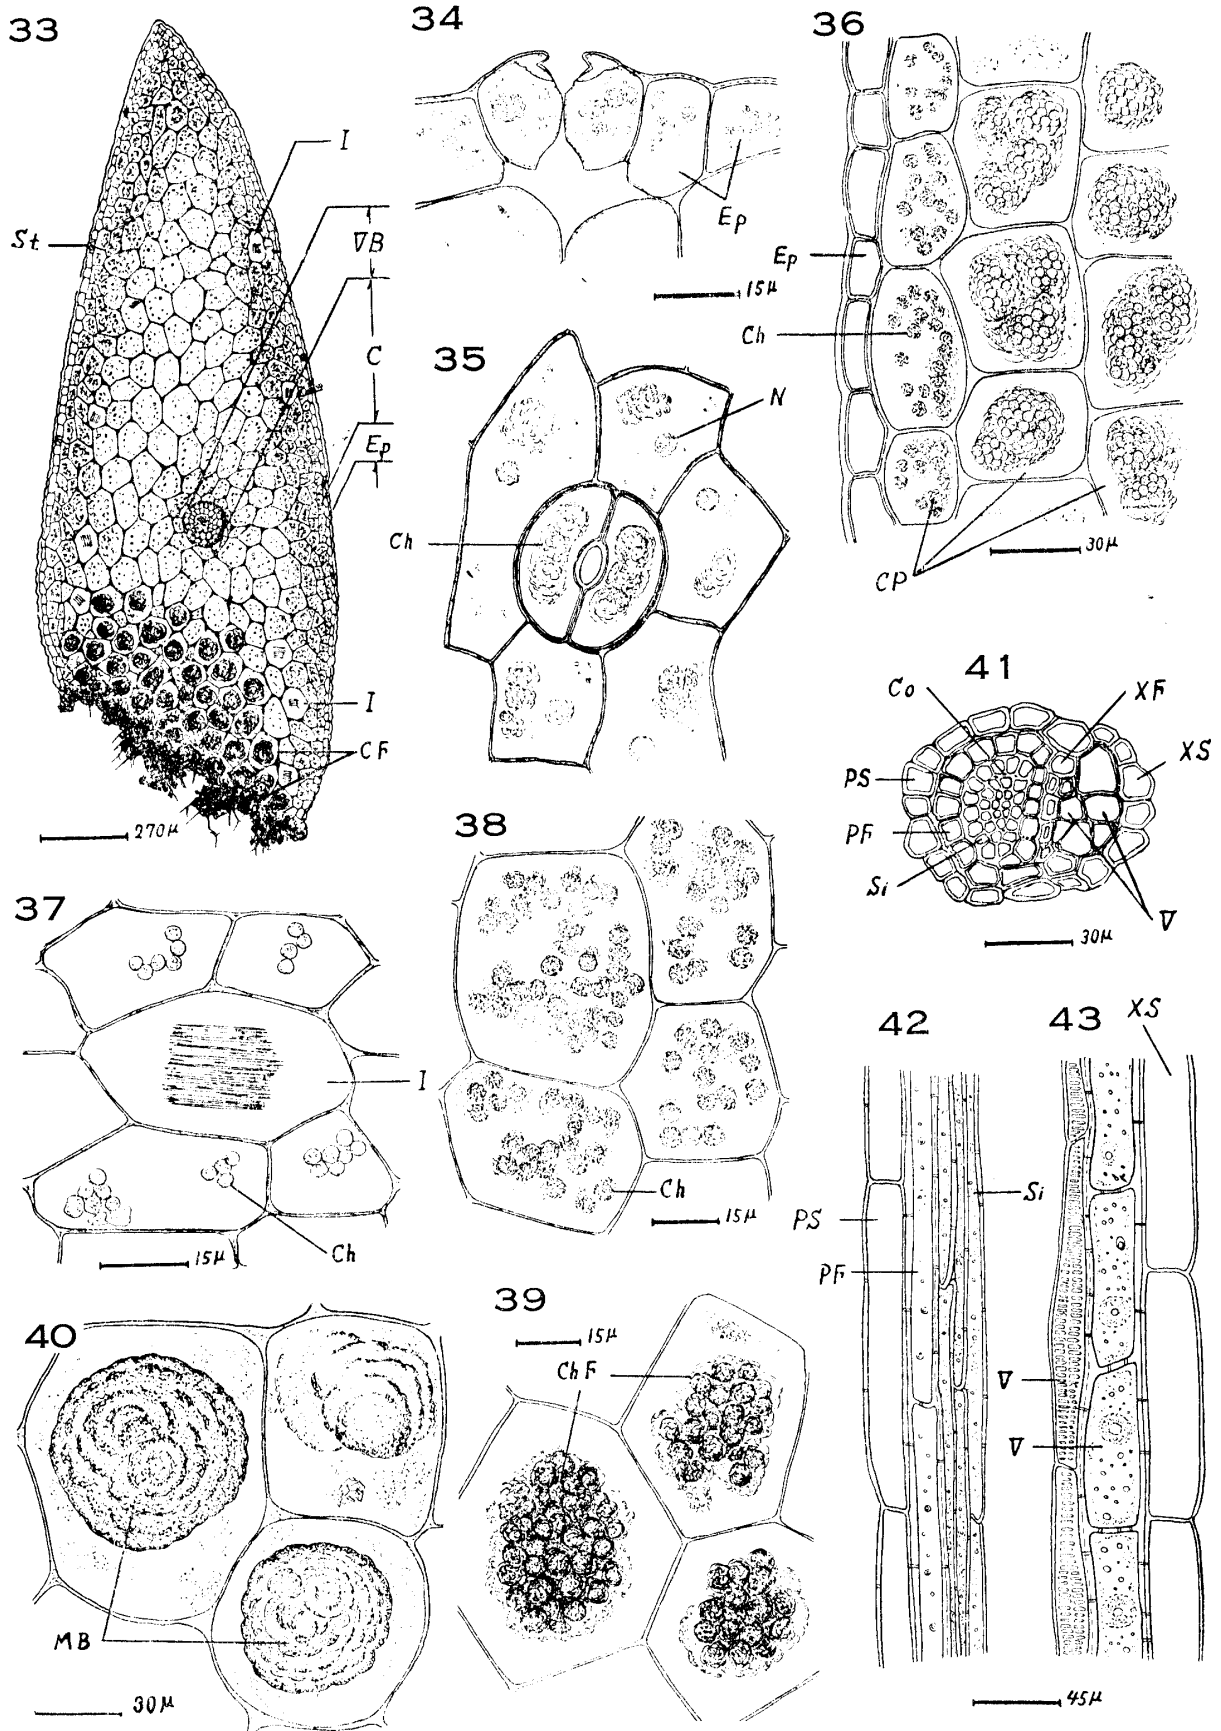 33
I
VB
St.
C
Ep
I
CF
270μ
34
Ep
15μ
35
N
Ch
36
Ep
Ch
CP
30μ
41
Co
XF
PS
XS
PF
Si
V
30μ
37
I
Ch
15μ
38
Ch
15μ
42
43
XS
Si
PS
PF
V
V
45μ
39
15μ
ChF
40
MB
30μ